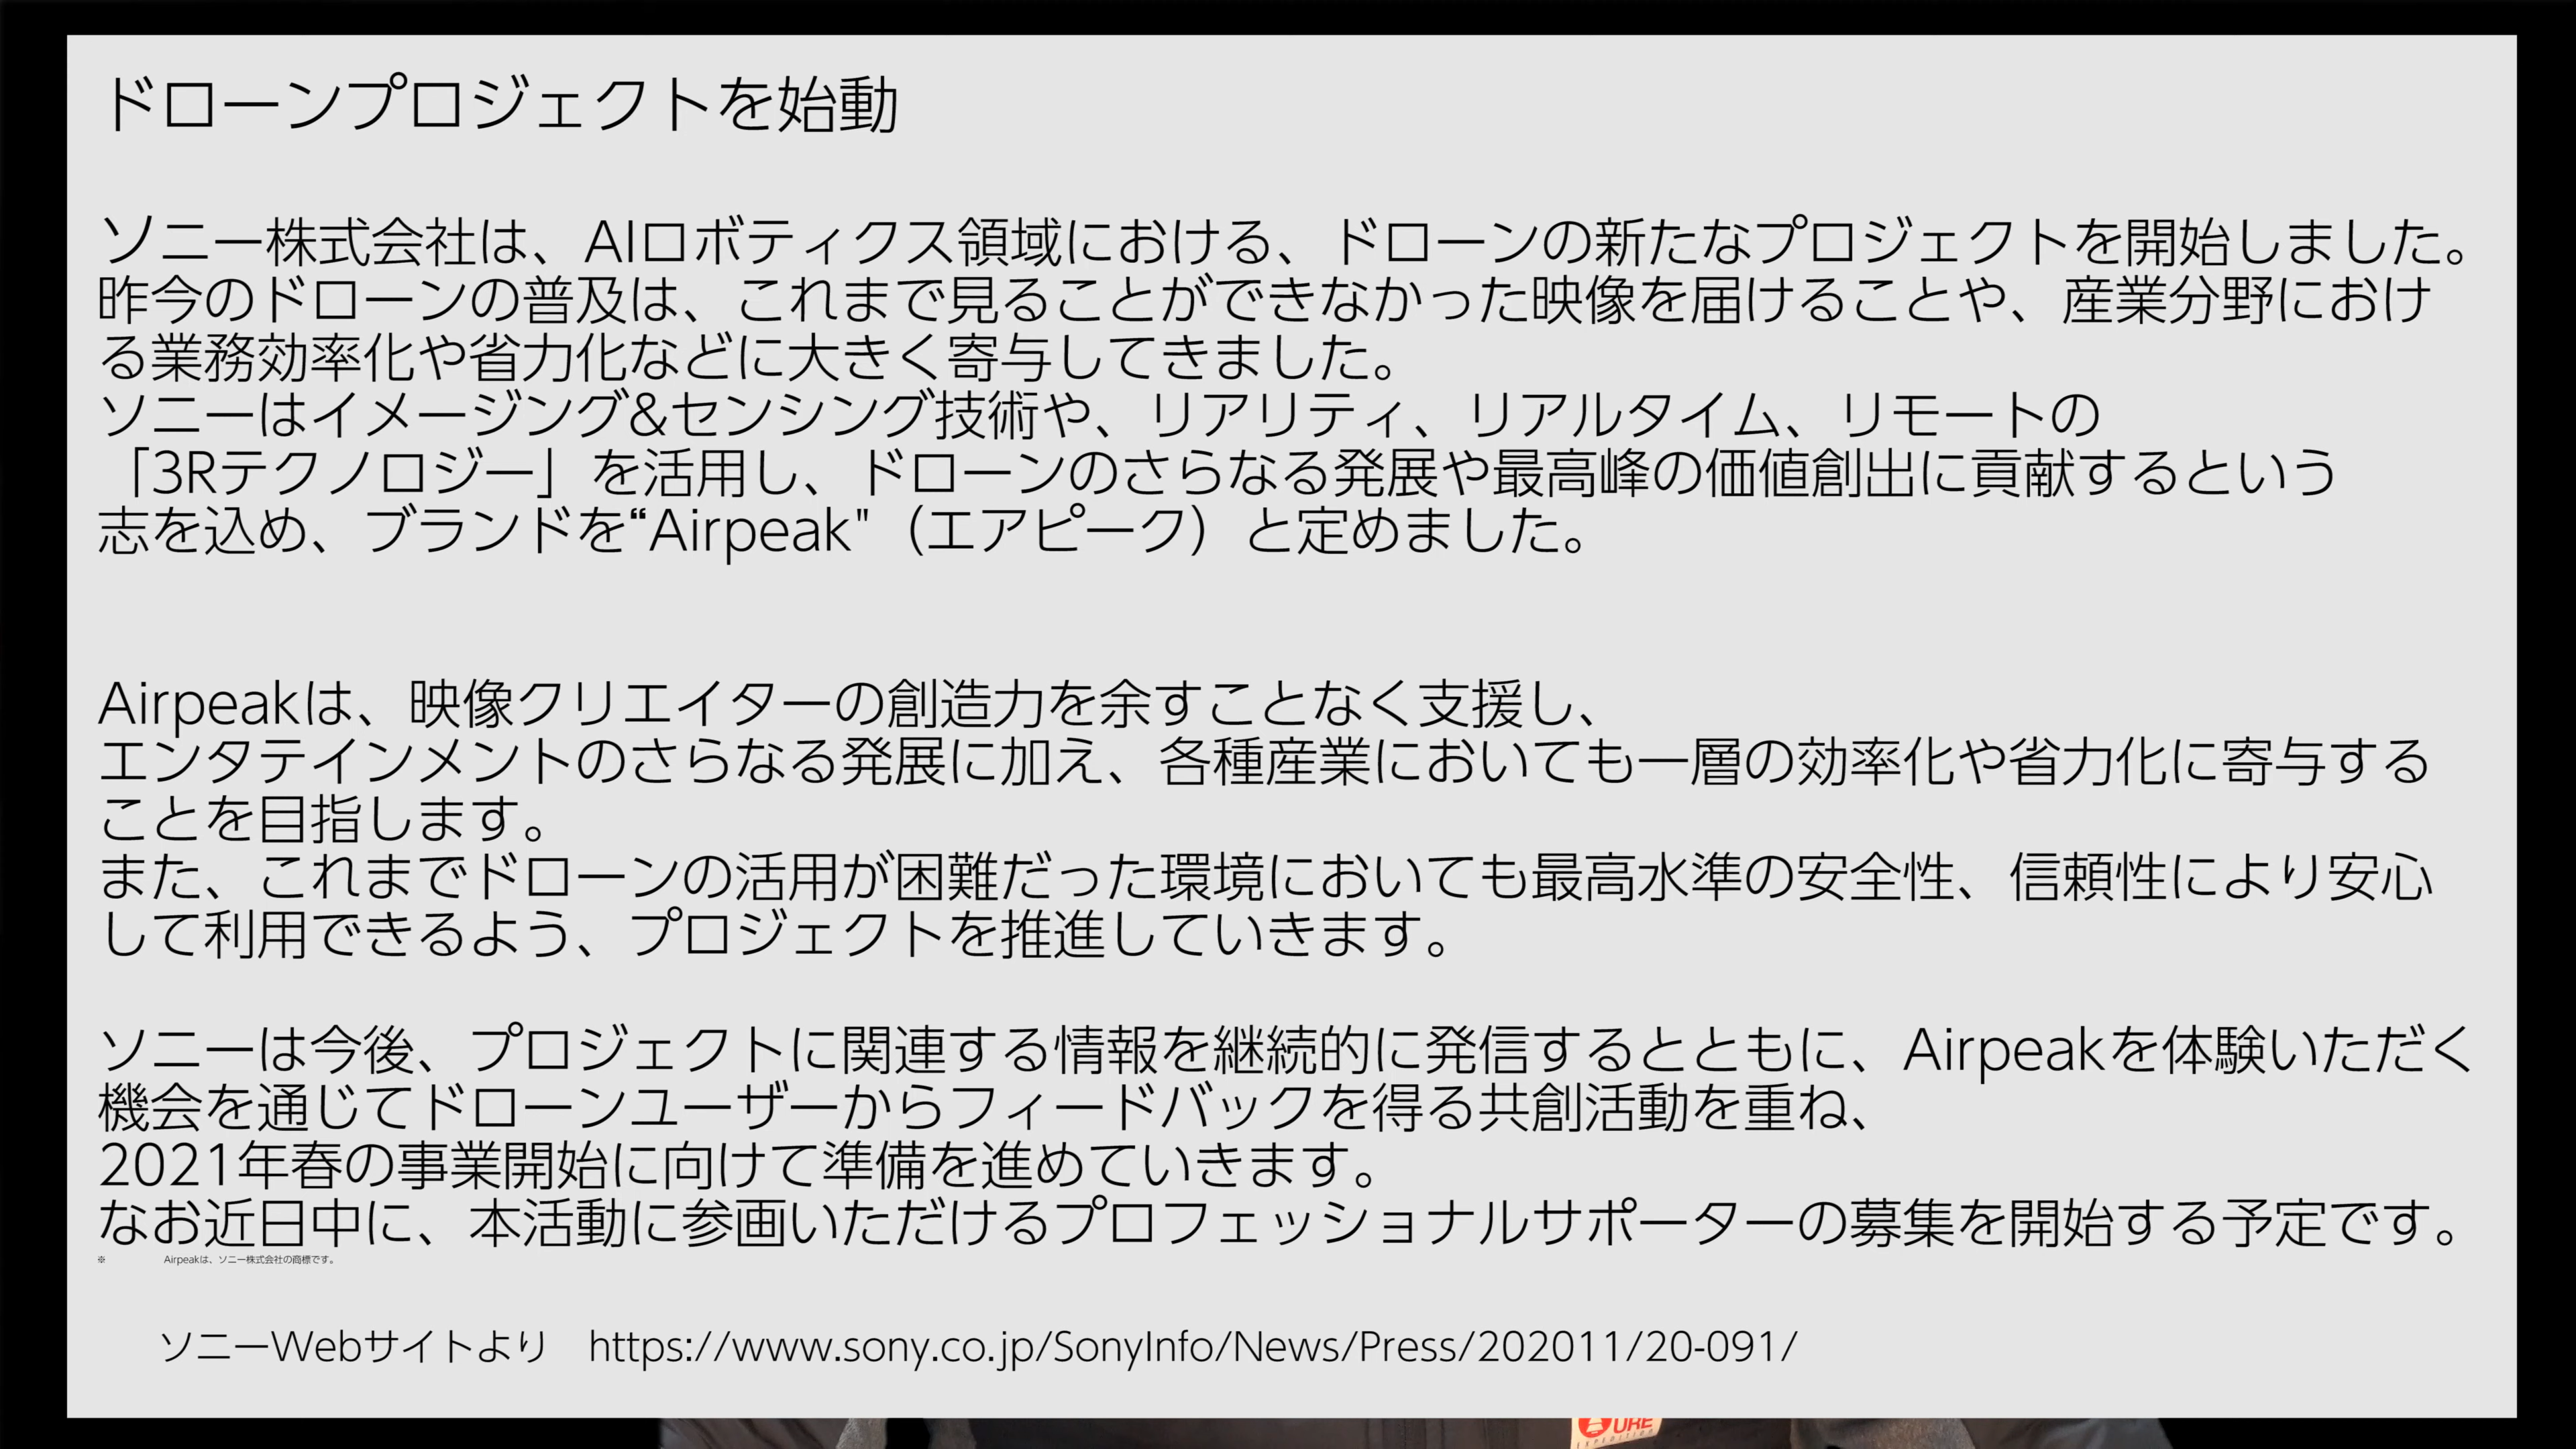 ドローンプロジェクトを始動
ソニー株式会社は、AIロボティクス領域における、ドローンの新たなプロジェクトを開始しました。
昨今のドローンの普及は、これまで見ることができなかった映像を届けることや、産業分野におけ
る業務効率化や省力化などに大きく寄与してきました。
ソニーはイメージング&センシング技術や、リアリティ、リアルタイム、リモートの
「3Rテクノロジー」を活用し、ドローンのさらなる発展や最高峰の価値創出に貢献するという
志を込め、ブランドを“Airpeak"（エアピーク）と定めました。
Airpeakは、映像クリエイターの創造力を余すことなく支援し、
エンタテインメントのさらなる発展に加え、各種産業においても一層の効率化や省力化に寄与する
ことを目指します。
また、これまでドローンの活用が困難だった環境においても最高水準の安全性、信頼性により安心
して利用できるよう、プロジェクトを推進していきます。
ソニーは今後、プロジェクトに関連する情報を継続的に発信するとともに、Airpeakを体験いただく
機会を通じてドローンユーザーからフィードバックを得る共創活動を重ね、
2021年春の事業開始に向けて準備を進めていきます。
なお近日中に、本活動に参画いただけるプロフェッショナルサポーターの募集を開始する予定です。
※ Airpeakは、ソニー株式会社の商標です。
ソニーWebサイトより https://www.sony.co.jp/SonyInfo/News/Press/202011/20-091/